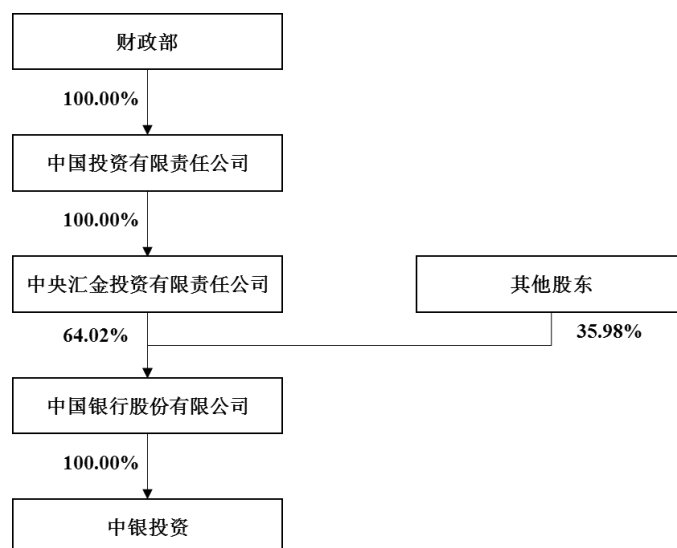 财政部
100.00%
中国投资有限责任公司
100.00%
中央汇金投资有限责任公司
其他股东
64.02%
35.98%
中国银行股份有限公司
100.00%
中银投资